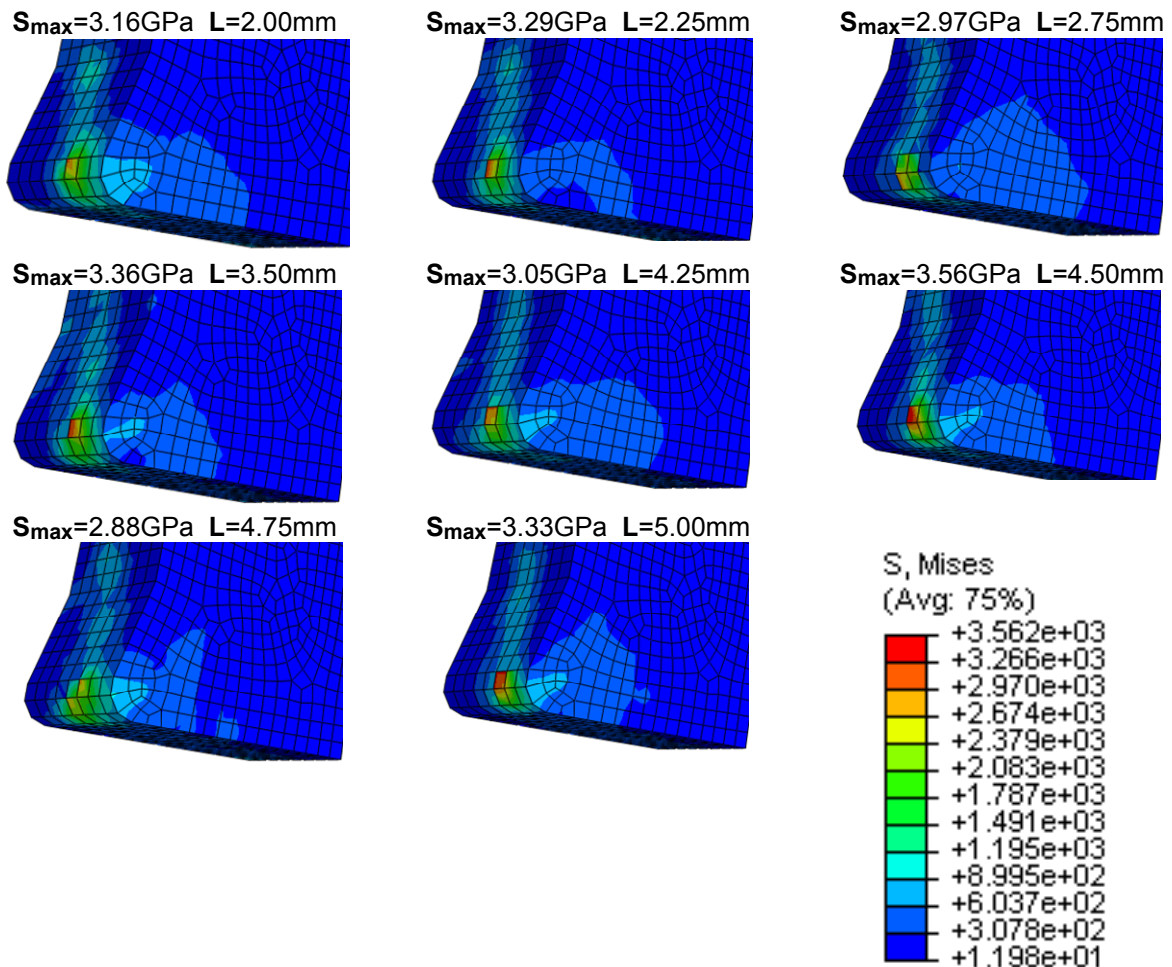 Smax=3.16GPa L=2.00mm
Smax=3.29GPa L=2.25mm
Smax=2.97GPa L=2.75mm
Smax=3.36GPa L=3.50mm
Smax=3.05GPa L=4.25mm
Smax=3.56GPa L=4.50mm
Smax=2.88GPa L=4.75mm
Smax=3.33GPa L=5.00mm
S, Mises
(Avg: 75%)
+3.562e+03
+3.266e+03
+2.970e+03
+2.674e+03
+2.379e+03
+2.083e+03
+1.787e+03
+1.491e+03
+1.195e+03
+8.995e+02
+6.037e+02
+3.078e+02
+1.198e+01